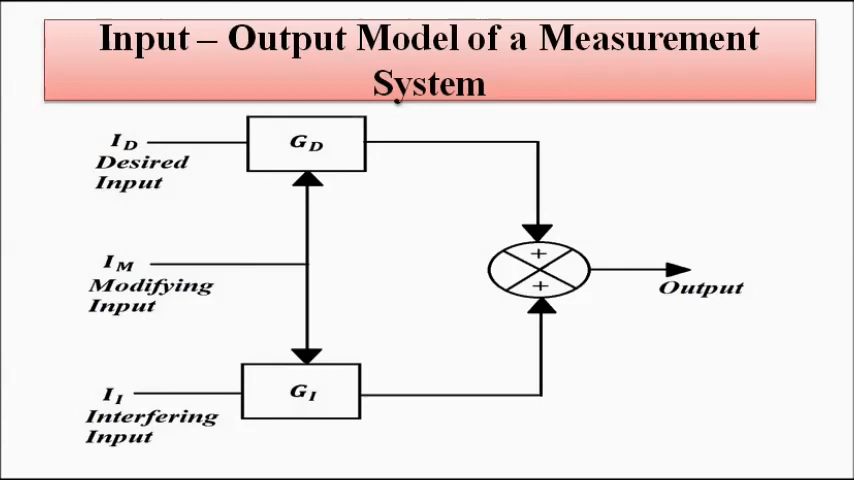 Input – Output Model of a Measurement
System
I_D
Desired
Input
G_D
I_M
Modifying
Input
+
+
Output
I_I
Interfering
Input
G_I